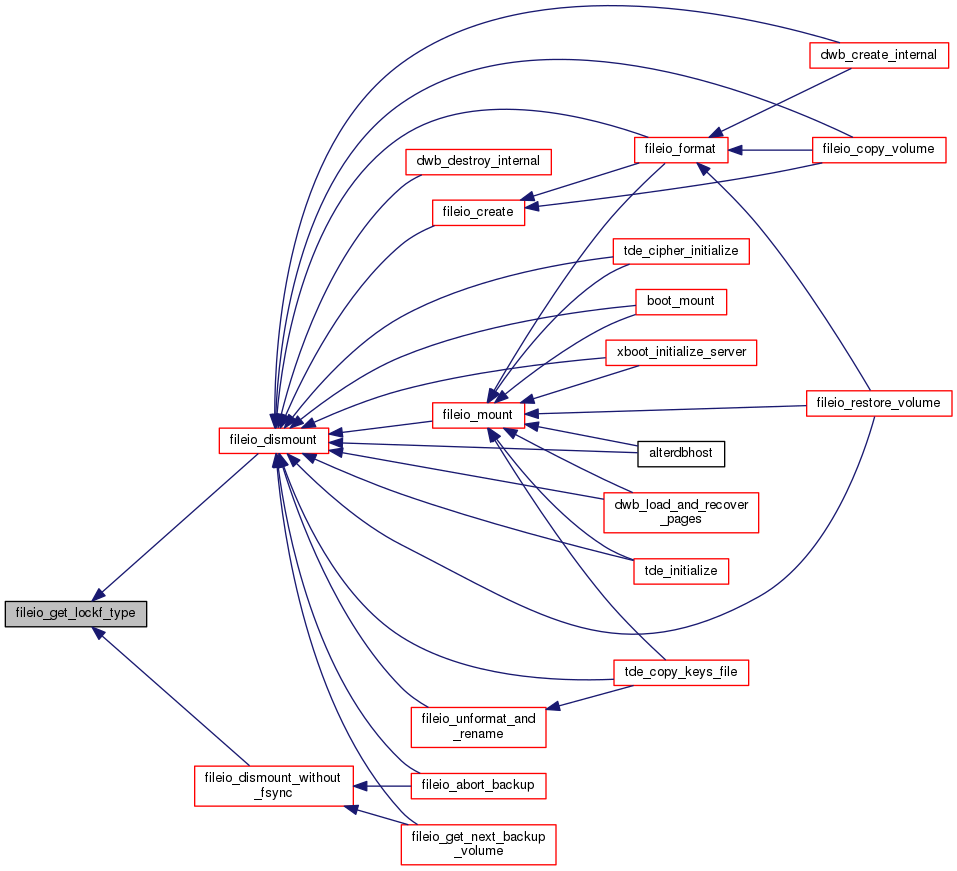 dwb_create_internal
fileio_format
fileio_copy_volume
dwb_destroy_internal
fileio_create
tde_cipher_initialize
boot_mount
xboot_initialize_server
fileio_restore_volume
fileio_mount
fileio_dismount
alterdbhost
dwb_load_and_recover
_pages
tde_initialize
fileio_get_lockf_type
tde_copy_keys_file
fileio_unformat_and
_rename
fileio_dismount_without
_fsync
fileio_abort_backup
fileio_get_next_backup
_volume